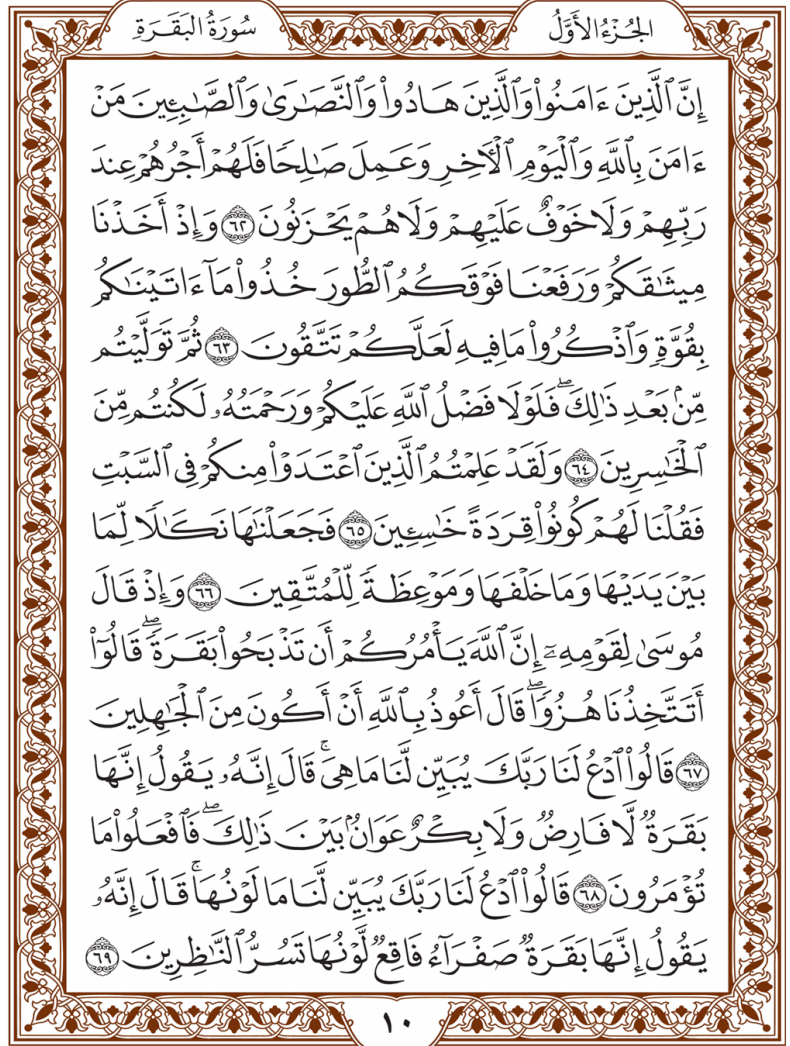 الجُزْءُ الأَوَّلُ
سُورَةُ البَقَرَةِ
إِنَّ ٱلَّذِينَ ءَامَنُوا۟ وَٱلَّذِينَ هَادُوا۟ وَٱلنَّصَـٰرَىٰ وَٱلصَّـٰبِـِٔينَ مَنْ
ءَامَنَ بِٱللَّهِ وَٱلْيَوْمِ ٱلْـَٔاخِرِ وَعَمِلَ صَـٰلِحًا فَلَهُمْ أَجْرُهُمْ عِندَ
رَبِّهِمْ وَلَا خَوْفٌ عَلَيْهِمْ وَلَا هُمْ يَحْزَنُونَ ٦٢ وَإِذْ أَخَذْنَا
مِيثَـٰقَكُمْ وَرَفَعْنَا فَوْقَكُمُ ٱلطُّورَ خُذُوا۟ مَآ ءَاتَيْنَـٰكُم
بِقُوَّةٍ وَٱذْكُرُوا۟ مَا فِيهِ لَعَلَّكُمْ تَتَّقُونَ ٦٣ ثُمَّ تَوَلَّيْتُم
مِّنۢ بَعْدِ ذَٰلِكَ ۖ فَلَوْلَا فَضْلُ ٱللَّهِ عَلَيْكُمْ وَرَحْمَتُهُۥ لَكُنتُم مِّنَ
ٱلْخَـٰسِرِينَ ٦٤ وَلَقَدْ عَلِمْتُمُ ٱلَّذِينَ ٱعْتَدَوْا۟ مِنكُمْ فِى ٱلسَّبْتِ
فَقُلْنَا لَهُمْ كُونُوا۟ قِرَدَةً خَـٰسِـِٔينَ ٦٥ فَجَعَلْنَـٰهَا نَكَـٰلًا لِّمَا
بَيْنَ يَدَيْهَا وَمَا خَلْفَهَا وَمَوْعِظَةً لِّلْمُتَّقِينَ ٦٦ وَإِذْ قَالَ
مُوسَىٰ لِقَوْمِهِۦٓ إِنَّ ٱللَّهَ يَأْمُرُكُمْ أَن تَذْبَحُوا۟ بَقَرَةً ۖ قَالُوٓا۟
أَتَتَّخِذُنَا هُزُوًا ۖ قَالَ أَعُوذُ بِٱللَّهِ أَنْ أَكُونَ مِنَ ٱلْجَـٰهِلِينَ
٦٧ قَالُوا۟ ٱدْعُ لَنَا رَبَّكَ يُبَيِّن لَّنَا مَا هِىَ ۚ قَالَ إِنَّهُۥ يَقُولُ إِنَّهَا
بَقَرَةٌ لَّا فَارِضٌ وَلَا بِكْرٌ عَوَانٌۢ بَيْنَ ذَٰلِكَ ۖ فَٱفْعَلُوا۟ مَا
تُؤْمَرُونَ ٦٨ قَالُوا۟ ٱدْعُ لَنَا رَبَّكَ يُبَيِّن لَّنَا مَا لَوْنُهَا ۚ قَالَ إِنَّهُۥ
يَقُولُ إِنَّهَا بَقَرَةٌ صَفْرَآءُ فَاقِعٌ لَّوْنُهَا تَسُرُّ ٱلنَّـٰظِرِينَ ٦٩
١٠